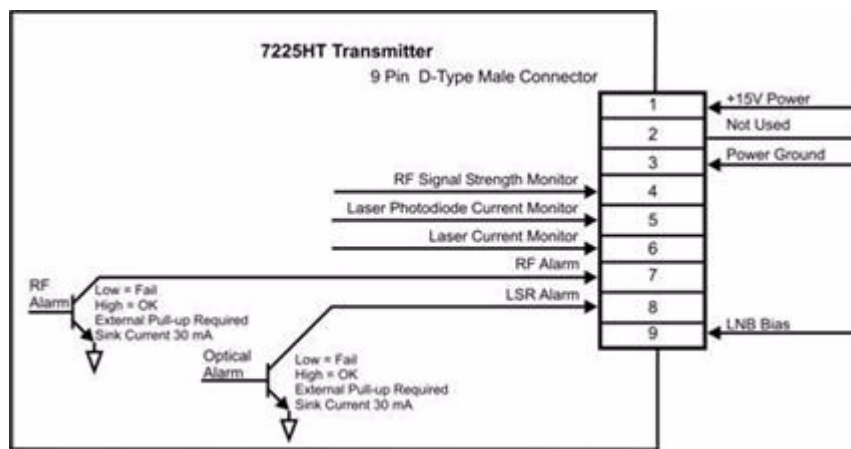 7225HT Transmitter
9 Pin D-Type Male Connector
1
+15V Power
2
Not Used
3
Power Ground
RF Signal Strength Monitor
4
Laser Photodiode Current Monitor
5
Laser Current Monitor
6
RF Alarm
7
LSR Alarm
8
9
LNB Bias
RF
Alarm
Low = Fail
High = OK
External Pull-up Required
Sink Current 30 mA
Optical
Alarm
Low = Fail
High = OK
External Pull-up Required
Sink Current 30 mA